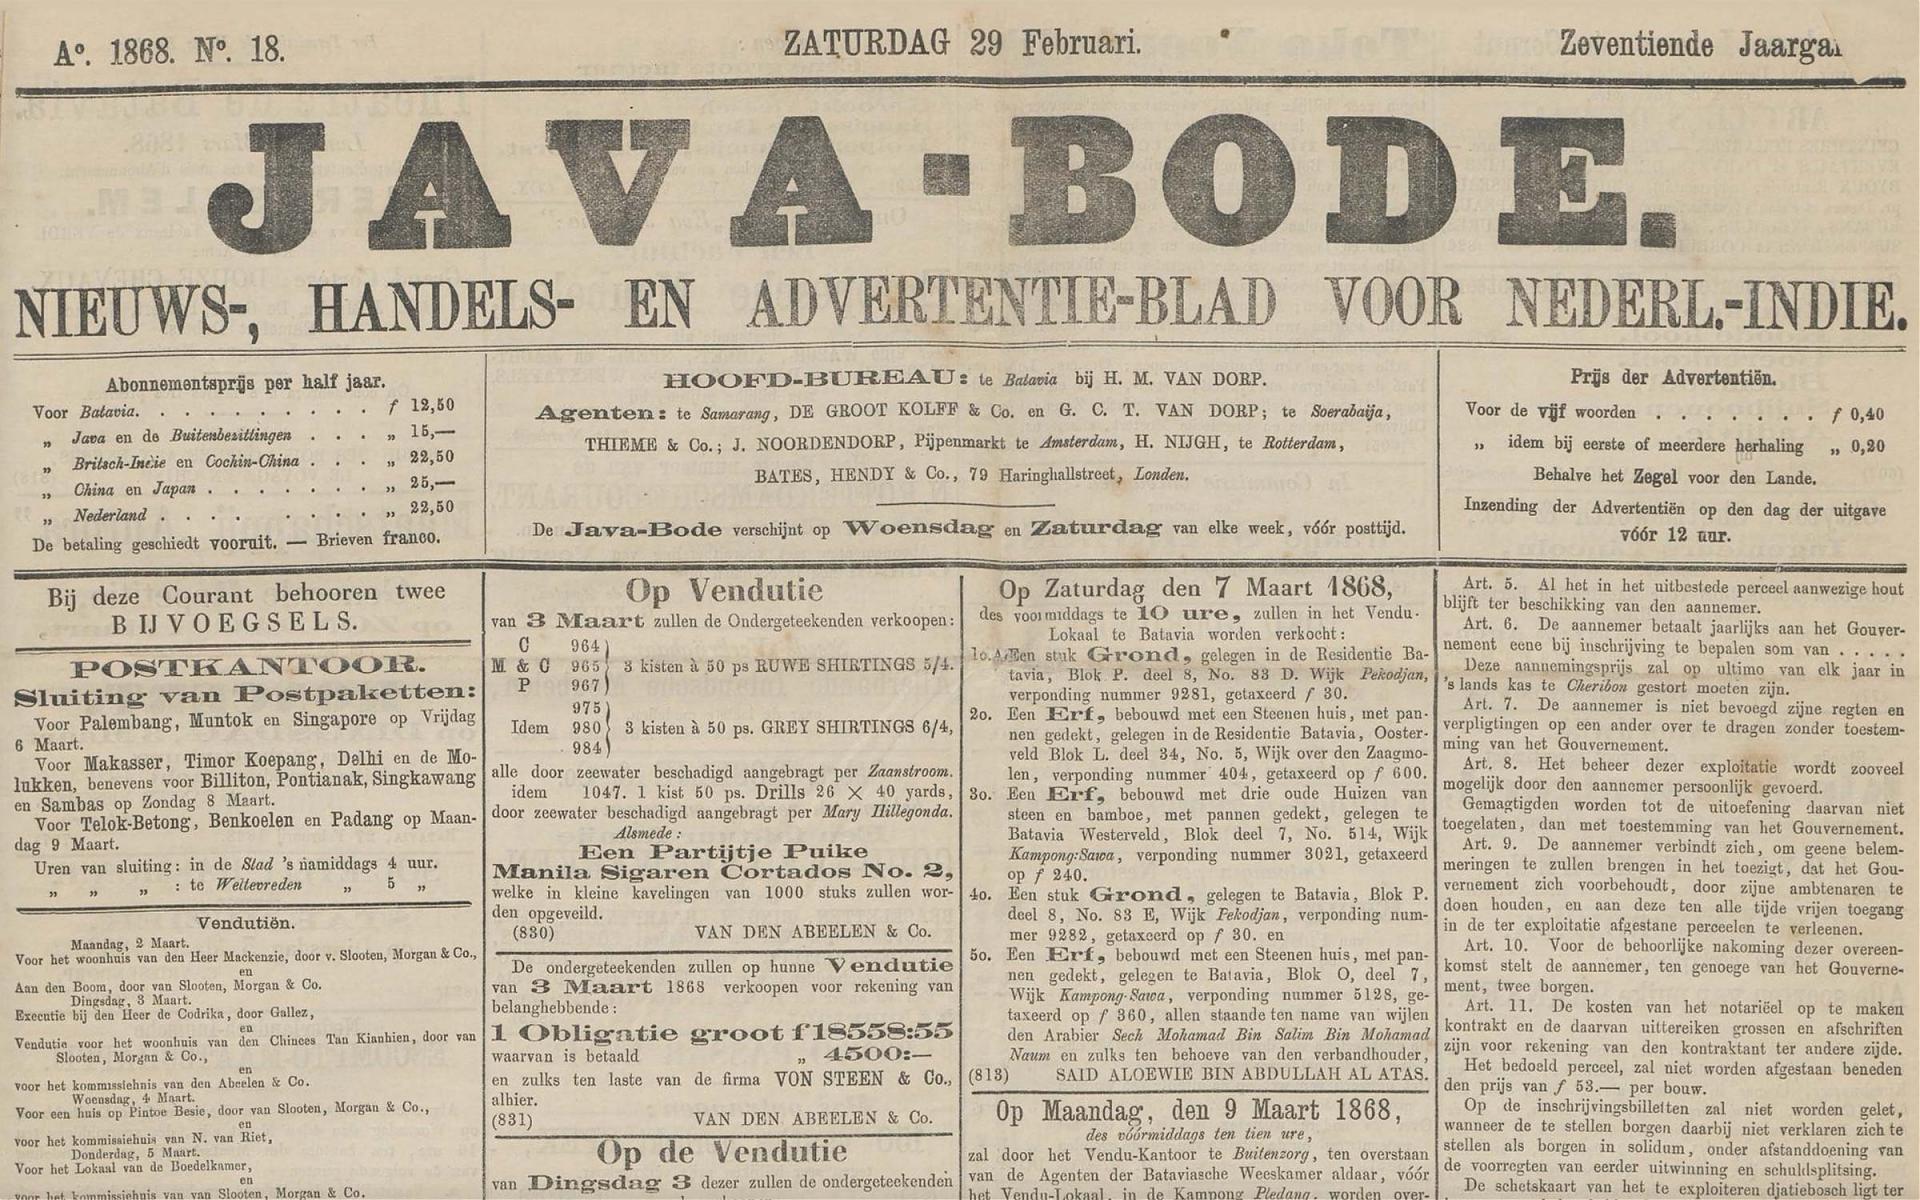 Aº. 1868. Nº. 18.
ZATURDAG 29 Februari.
Zeventiende Jaarga
JAVA-BODE.
NIEUWS-, HANDELS- EN ADVERTENTIE-BLAD VOOR NEDERL.-INDIE.
Abonnementsprijs per half jaar.
Voor Batavia. . . . . . . . . . f 12,50
„ Java en de Buitenbezittingen . . . „ 15,—
„ Britsch-Indie en Cochin-China . . . „ 22,50
„ China en Japan . . . . . . . „ 25,—
„ Nederland . . . . . . . . „ 22,50
De betaling geschiedt vooruit. — Brieven franco.
HOOFD-BUREAU: te Batavia bij H. M. VAN DORP.
Agenten: te Samarang, DE GROOT KOLFF & Co. en G. C. T. VAN DORP; te Soerabaija,
THIEME & Co.; J. NOORDENDORP, Pijpenmarkt te Amsterdam, H. NIJGH, te Rotterdam,
BATES, HENDY & Co., 79 Haringhallstreet, Londen.
De Java-Bode verschijnt op Woensdag en Zaturdag van elke week, vóór posttijd.
Prijs der Advertentiën.
Voor de vijf woorden . . . . . . . f 0,40
„ idem bij eerste of meerdere herhaling „ 0,20
Behalve het Zegel voor den Lande.
Inzending der Advertentiën op den dag der uitgave
vóór 12 uur.
Bij deze Courant behooren twee
BIJVOEGSELS.
POSTKANTOOR.
Sluiting van Postpaketten:
Voor Palembang, Muntok en Singapore op Vrijdag
6 Maart.
Voor Makasser, Timor Koepang, Delhi en de Mo-
lukken, benevens voor Billiton, Pontianak, Singkawang
en Sambas op Zondag 8 Maart.
Voor Telok-Betong, Benkoelen en Padang op Maan-
dag 9 Maart.
Uren van sluiting: in de Stad 's namiddags 4 uur.
„ „ „ : te Weltevreden „ 5 „
Vendutiën.
Maandag, 2 Maart.
Voor het woonhuis van den Heer Mackenzie, door v. Slooten, Morgan & Co.,
en
Aan den Boom, door van Slooten, Morgan & Co.
Dingsdag, 3 Maart.
Executie bij den Heer de Codrika, door Gallez,
en
Vendutie voor het woonhuis van den Chinees Tan Kianhien, door van
Slooten, Morgan & Co.,
en
voor het kommissiehnis van den Abeelen & Co.
Woensdag, 4 Maart.
Voor een huis op Pintoe Besie, door van Slooten, Morgan & Co.,
en
voor het kommissiehuis van N. van Riet,
Donderdag, 5 Maart.
Voor het Lokaal van de Boedelkamer,
en
voor het kommissiehuis van van Slooten, Morgan & Co.
Op Vendutie
van 3 Maart zullen de Ondergeteekenden verkoopen:
C 964
M & C 965 3 kisten à 50 ps RUWE SHIRTINGS 5/4.
P 967
975
Idem 980 3 kisten à 50 ps. GREY SHIRTINGS 6/4,
984
alle door zeewater beschadigd aangebragt per Zaanstroom.
idem 1047. 1 kist 50 ps. Drills 26 × 40 yards,
door zeewater beschadigd aangebragt per Mary Hillegonda.
Alsmede:
Een Partijtje Puike
Manila Sigaren Cortados No. 2,
welke in kleine kavelingen van 1000 stuks zullen wor-
den opgeveild.
(830) VAN DEN ABEELEN & Co.
De ondergeteekenden zullen op hunne Vendutie
van 3 Maart 1868 verkoopen voor rekening van
belanghebbende:
1 Obligatie groot f18558:55
waarvan is betaald „ 4500:—
en zulks ten laste van de firma VON STEEN & Co.,
alhier.
(831) VAN DEN ABEELEN & Co.
Op de Vendutie
van Dingsdag 3 dezer zullen de ondergeteekenden
Op Zaturdag den 7 Maart 1868,
des voormiddags te 10 ure, zullen in het Vendu-
Lokaal te Batavia worden verkocht:
1o. Een stuk Grond, gelegen in de Residentie Ba-
tavia, Blok P. deel 8, No. 83 D. Wijk Pekodjan,
verponding nummer 9281, getaxeerd f 30.
2o. Een Erf, bebouwd met een Steenen huis, met pan-
nen gedekt, gelegen in de Residentie Batavia, Ooster-
veld Blok L. deel 34, No. 5, Wijk over den Zaagmo-
len, verponding nummer 404, getaxeerd op f 600.
3o. Een Erf, bebouwd met drie oude Huizen van
steen en bamboe, met pannen gedekt, gelegen te
Batavia Westerveld, Blok deel 7, No. 514, Wijk
Kampong-Sawa, verponding nummer 3021, getaxeerd
op f 240.
4o. Een stuk Grond, gelegen te Batavia, Blok P.
deel 8, No. 83 E, Wijk Pekodjan, verponding num-
mer 9282, getaxeerd op f 30. en
5o. Een Erf, bebouwd met een Steenen huis, met pan-
nen gedekt, gelegen te Batavia, Blok O, deel 7,
Wijk Kampong-Sawa, verponding nummer 5128, ge-
taxeerd op f 360, allen staande ten name van wijlen
den Arabier Sech Mohamad Bin Salim Bin Mohamad
Naum en zulks ten behoeve van den verbandhouder,
(813) SAID ALOEWIE BIN ABDULLAH AL ATAS.
Op Maandag, den 9 Maart 1868,
des vóórmiddags ten tien ure,
zal door het Vendu-Kantoor te Buitenzorg, ten overstaan
van de Agenten der Bataviasche Weeskamer aldaar, vóór
het Vendu-Lokaal, in de Kampong Pledang, worden over-
Art. 5. Al het in het uitbestede perceel aanwezige hout
blijft ter beschikking van den aannemer.
Art. 6. De aannemer betaalt jaarlijks aan het Gouver-
nement eene bij inschrijving te bepalen som van . . . . .
Deze aannemingsprijs zal op ultimo van elk jaar in
's lands kas te Cheribon gestort moeten zijn.
Art. 7. De aannemer is niet bevoegd zijne regten en
verpligtingen op een ander over te dragen zonder toestem-
ming van het Gouvernement.
Art. 8. Het beheer dezer exploitatie wordt zooveel
mogelijk door den aannemer persoonlijk gevoerd.
Gemagtigden worden tot de uitoefening daarvan niet
toegelaten, dan met toestemming van het Gouvernement.
Art. 9. De aannemer verbindt zich, om geene belem-
meringen te zullen brengen in het toezigt, dat het Gou-
vernement zich voorbehoudt, door zijne ambtenaren te
doen houden, en aan deze ten alle tijde vrijen toegang
in de ter exploitatie afgestane perceelen te verleenen.
Art. 10. Voor de behoorlijke nakoming dezer overeen-
komst stelt de aannemer, ten genoege van het Gouverne-
ment, twee borgen.
Art. 11. De kosten van het notariëel op te maken
kontrakt en de daarvan uittereiken grossen en afschriften
zijn voor rekening van den kontraktant ter andere zijde.
Het bedoeld perceel, zal niet worden afgestaan beneden
den prijs van f 53.— per bouw.
Op de inschrijvingsbilletten zal niet worden gelet,
wanneer de te stellen borgen daarbij niet verklaren zich te
stellen als borgen in solidum, onder afstanddoening van
de voorregten van eerder uitwinning en schuldsplitsing.
De schetskaart van het te exploiteren djatiebosch ligt ter